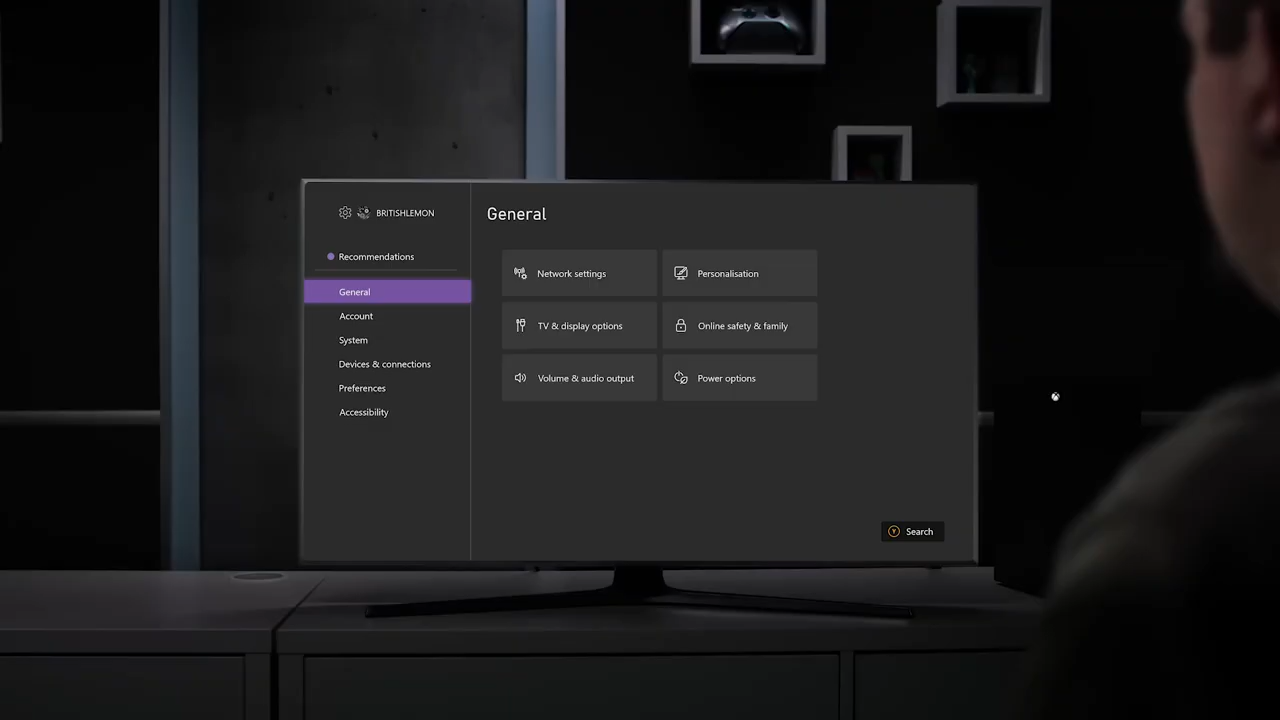 BRITISHLEMON
Recommendations
General
Account
System
Devices & connections
Preferences
Accessibility
General
Network settings
Personalisation
TV & display options
Online safety & family
Volume & audio output
Power options
Y Search